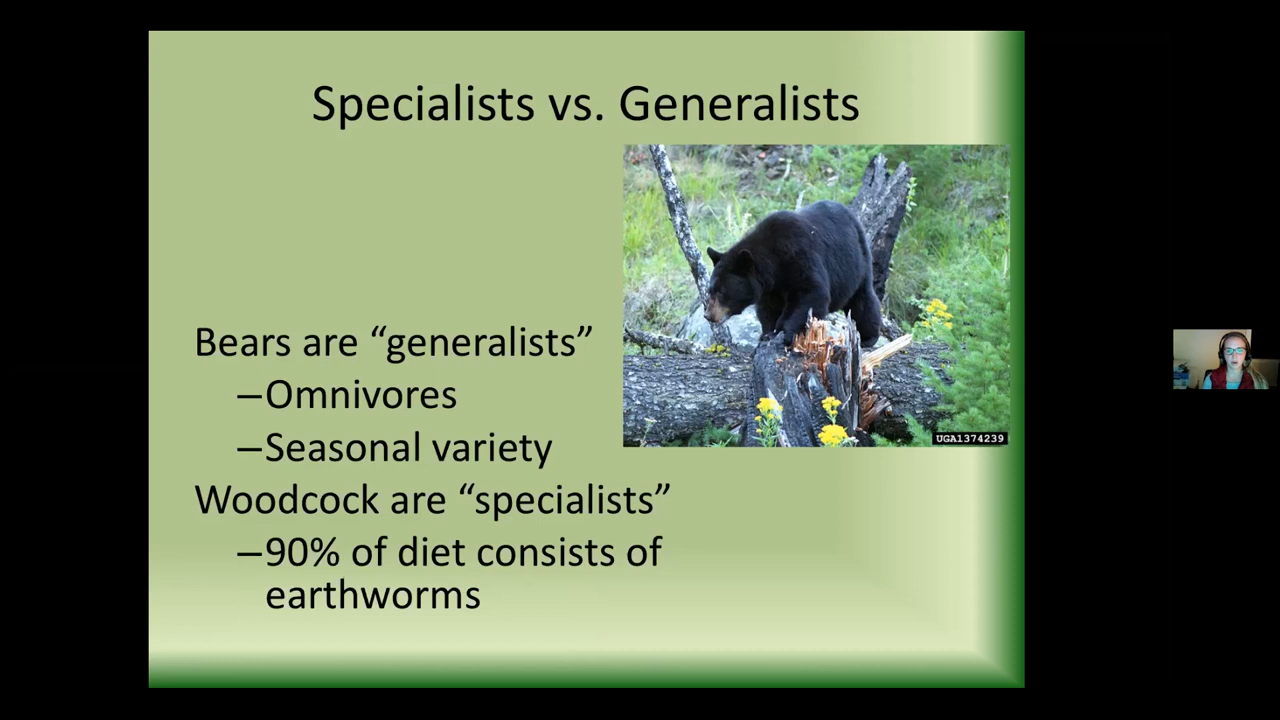 Specialists vs. Generalists
UGA1374239
Bears are “generalists”
–Omnivores
–Seasonal variety
Woodcock are “specialists”
–90% of diet consists of
earthworms